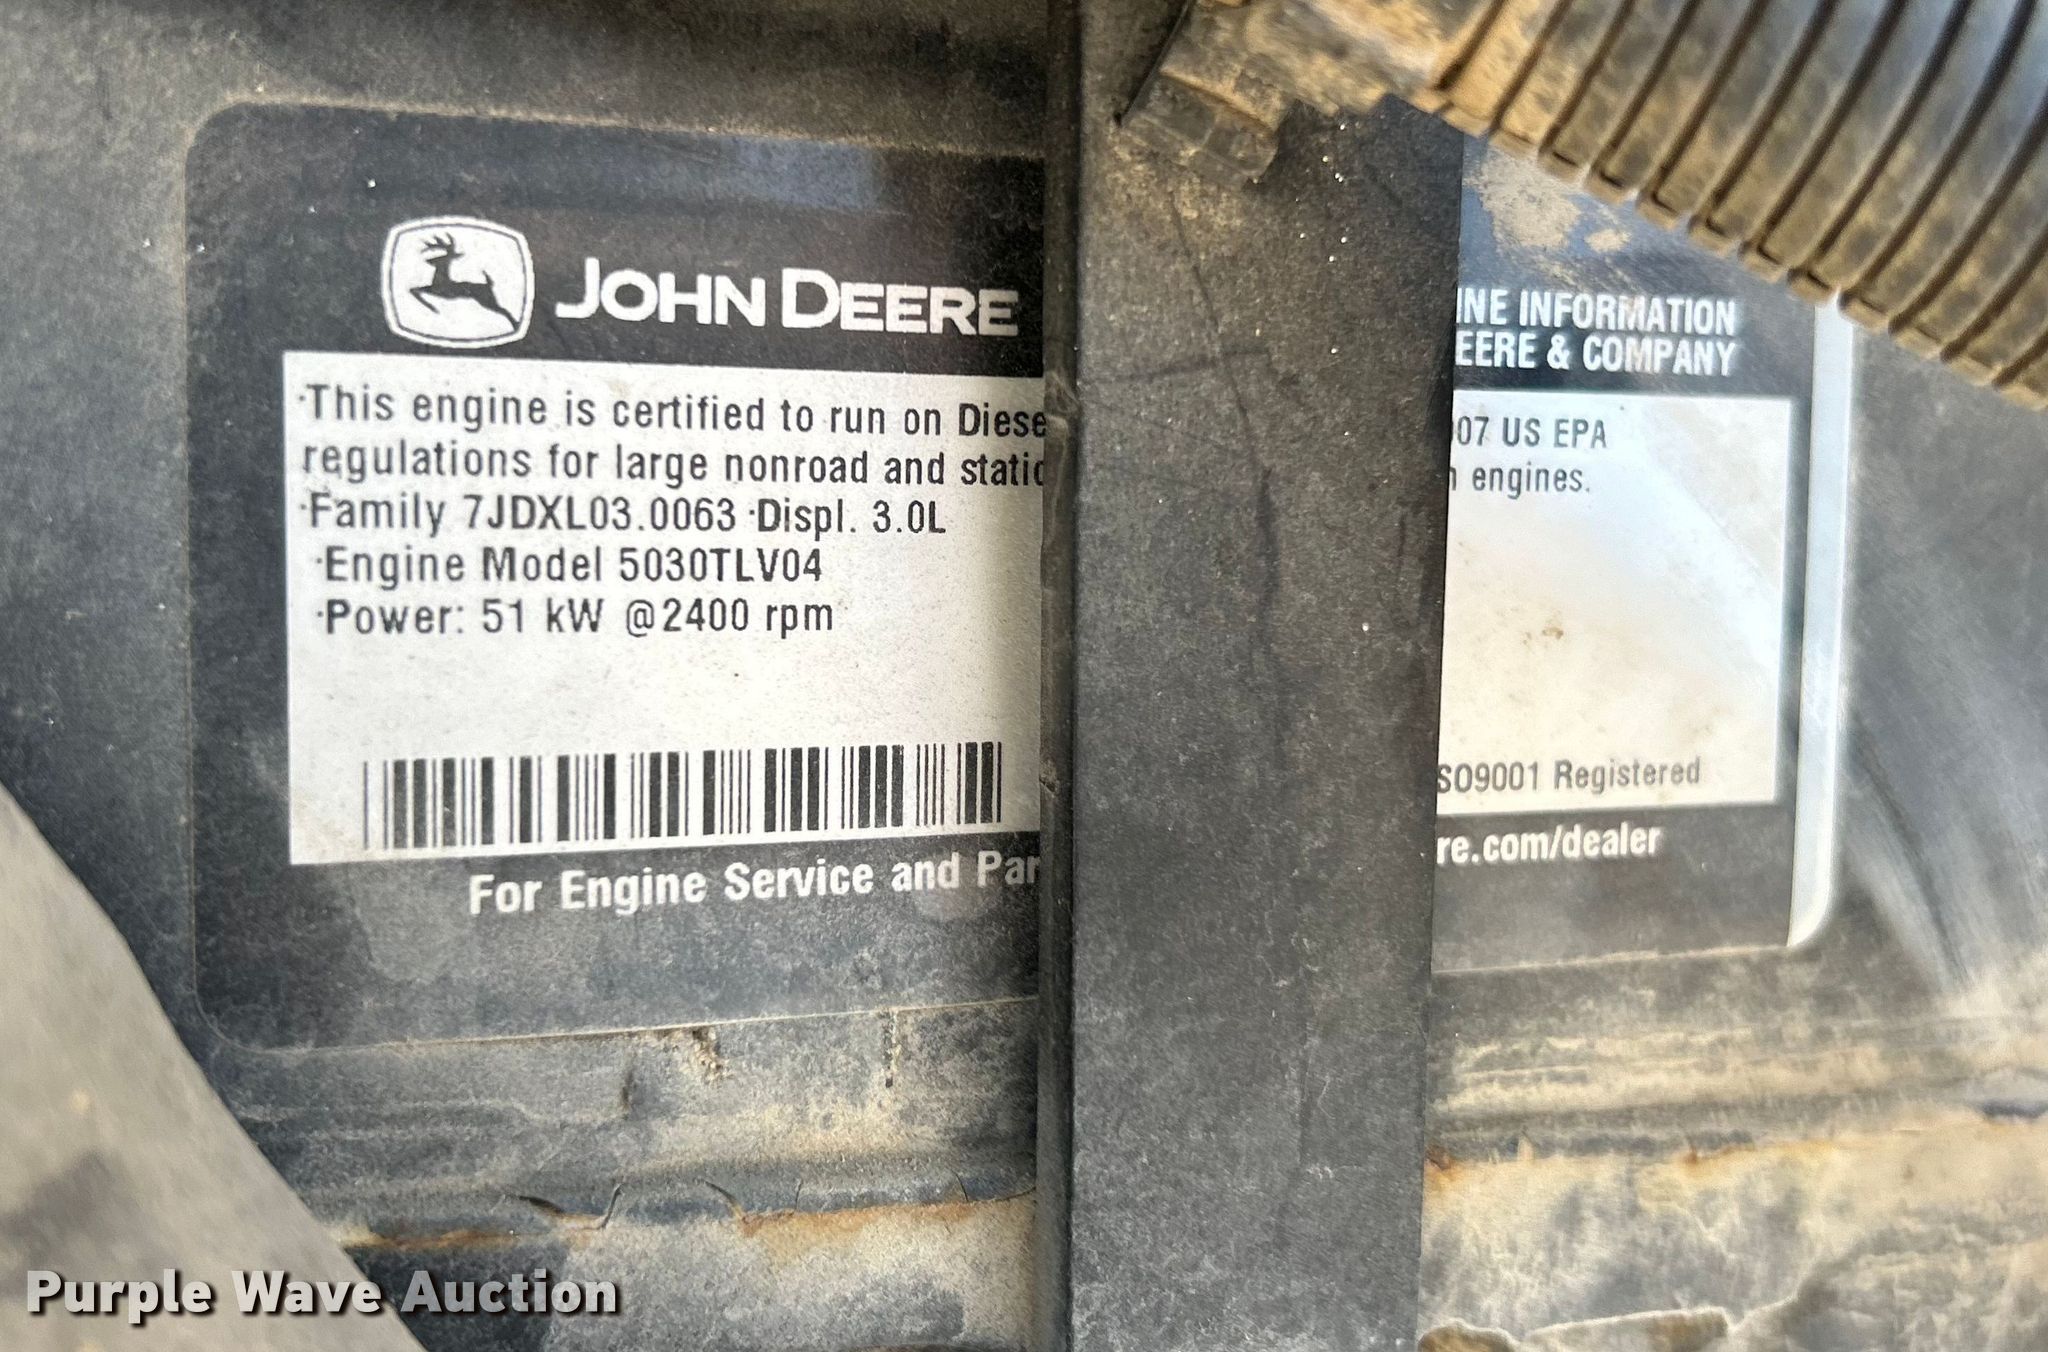 JOHN DEERE
INE INFORMATION
EERE & COMPANY
·This engine is certified to run on Diese 07 US EPA
regulations for large nonroad and static engines.
·Family 7JDXL03.0063 ·Displ. 3.0L
·Engine Model 5030TLV04
·Power: 51 kW @2400 rpm
SO9001 Registered
For Engine Service and Par re.com/dealer
Purple Wave Auction